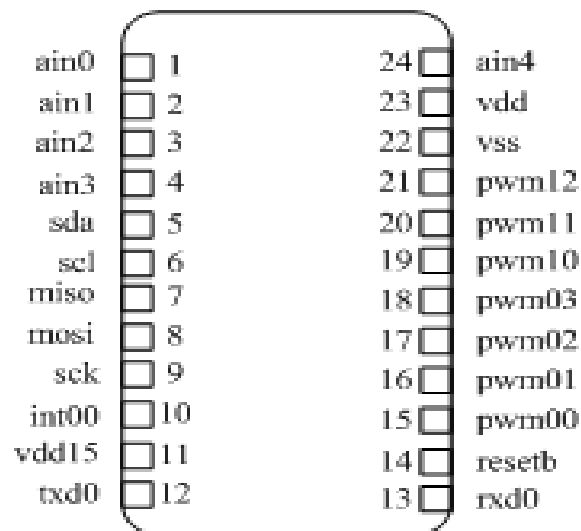 ain0 1 24 ain4
ain1 2 23 vdd
ain2 3 22 vss
ain3 4 21 pwm12
sda 5 20 pwm11
scl 6 19 pwm10
miso 7 18 pwm03
mosi 8 17 pwm02
sck 9 16 pwm01
int00 10 15 pwm00
vdd15 11 14 resetb
txd0 12 13 rxd0